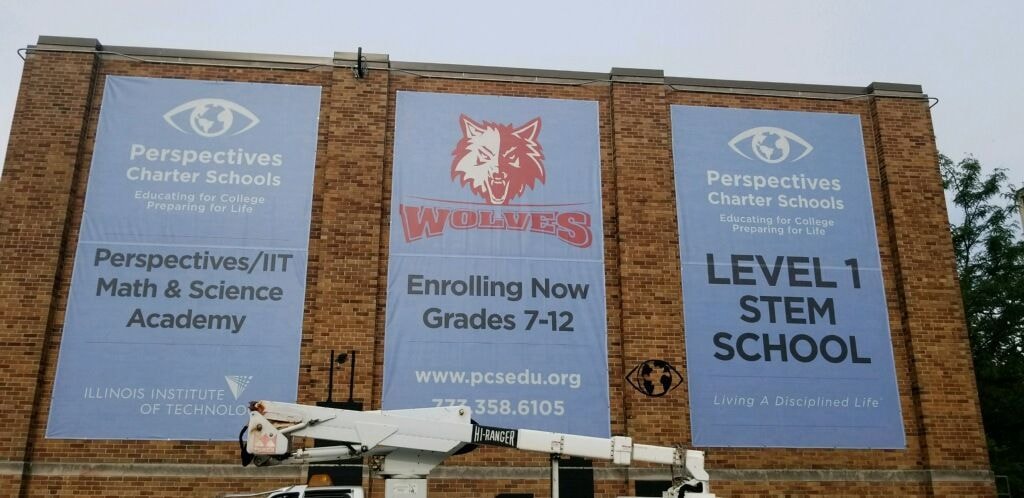 Perspectives
Charter Schools
Educating for College
Preparing for Life
Perspectives/IIT
Math & Science
Academy
ILLINOIS INSTITUTE
OF TECHNOLO
WOLVES
Enrolling Now
Grades 7-12
www.pcsedu.org
773.358.6105
Perspectives
Charter Schools
Educating for College
Preparing for Life
LEVEL 1
STEM
SCHOOL
Living A Disciplined Life
HI-RANGER